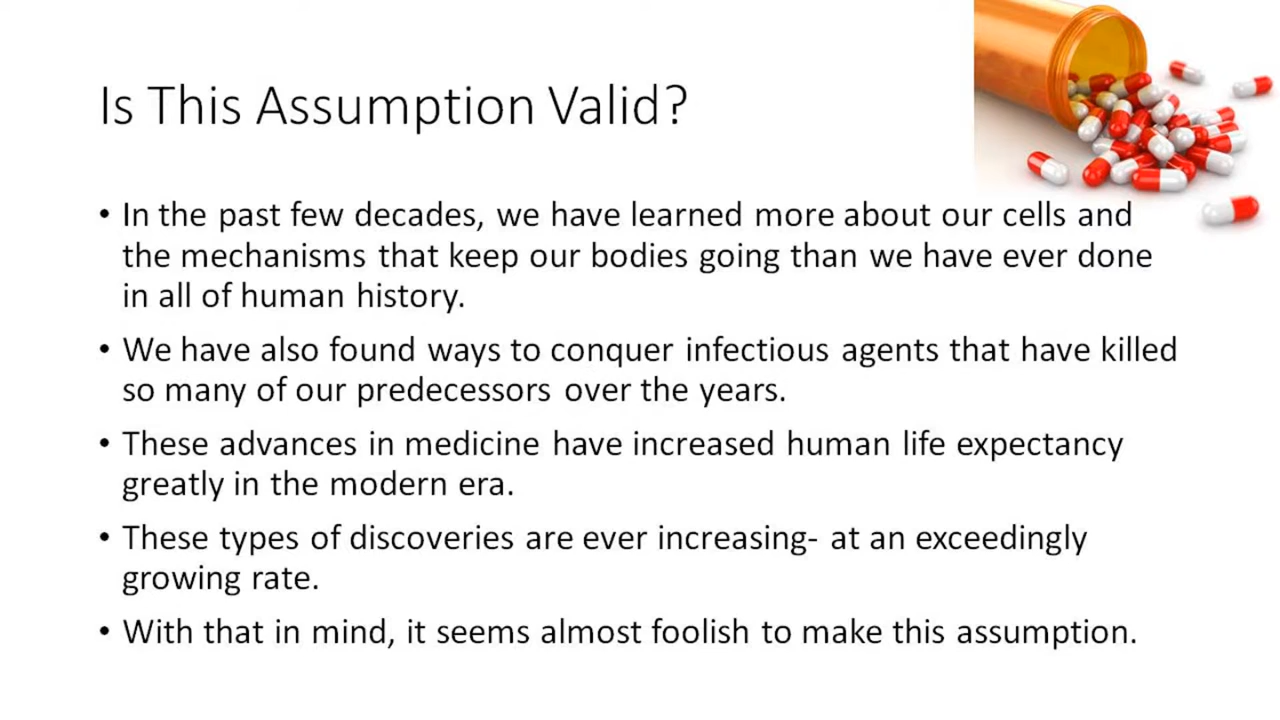 Is This Assumption Valid?
• In the past few decades, we have learned more about our cells and
the mechanisms that keep our bodies going than we have ever done
in all of human history.
• We have also found ways to conquer infectious agents that have killed
so many of our predecessors over the years.
• These advances in medicine have increased human life expectancy
greatly in the modern era.
• These types of discoveries are ever increasing- at an exceedingly
growing rate.
• With that in mind, it seems almost foolish to make this assumption.